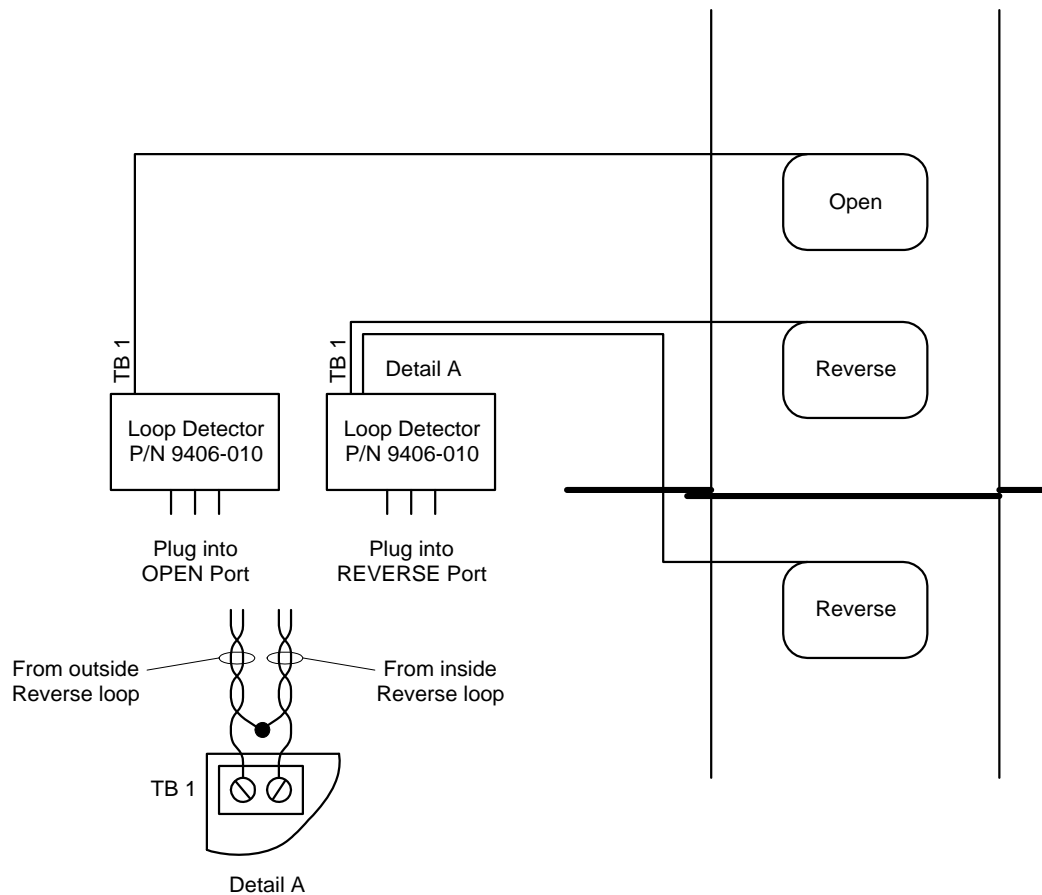 Open
TB 1
TB 1
Detail A
Reverse
Loop Detector
P/N 9406-010
Loop Detector
P/N 9406-010
Plug into
OPEN Port
Plug into
REVERSE Port
Reverse
From outside
Reverse loop
From inside
Reverse loop
TB 1
Detail A